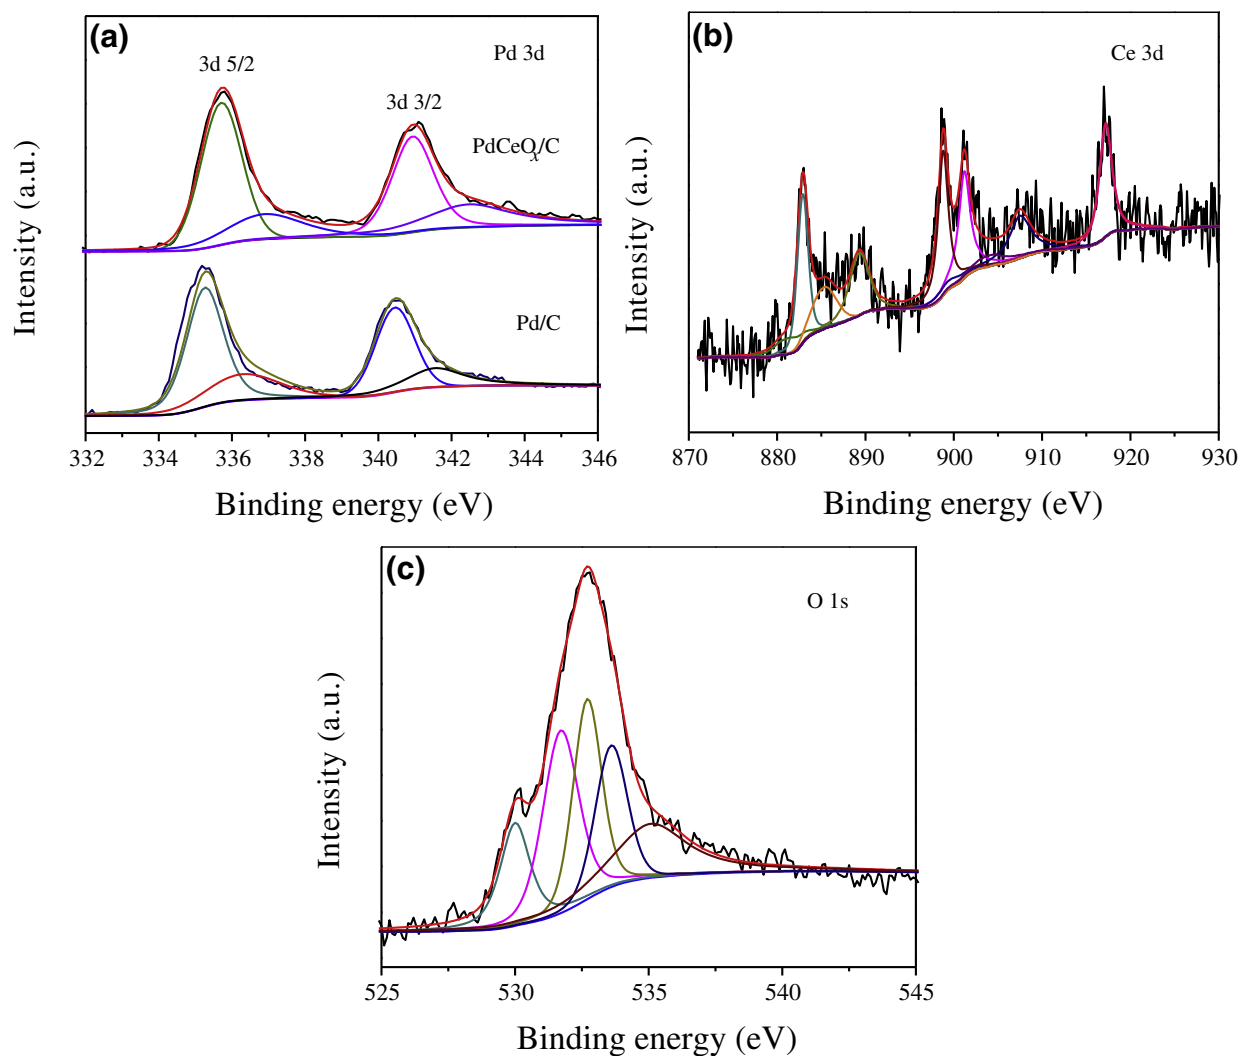 (a)
Pd 3d
3d 5/2
3d 3/2
PdCeOx/C
Pd/C
Intensity (a.u.)
332 334 336 338 340 342 344 346
Binding energy (eV)
(b)
Ce 3d
Intensity (a.u.)
870 880 890 900 910 920 930
Binding energy (eV)
(c)
O 1s
Intensity (a.u.)
525 530 535 540 545
Binding energy (eV)